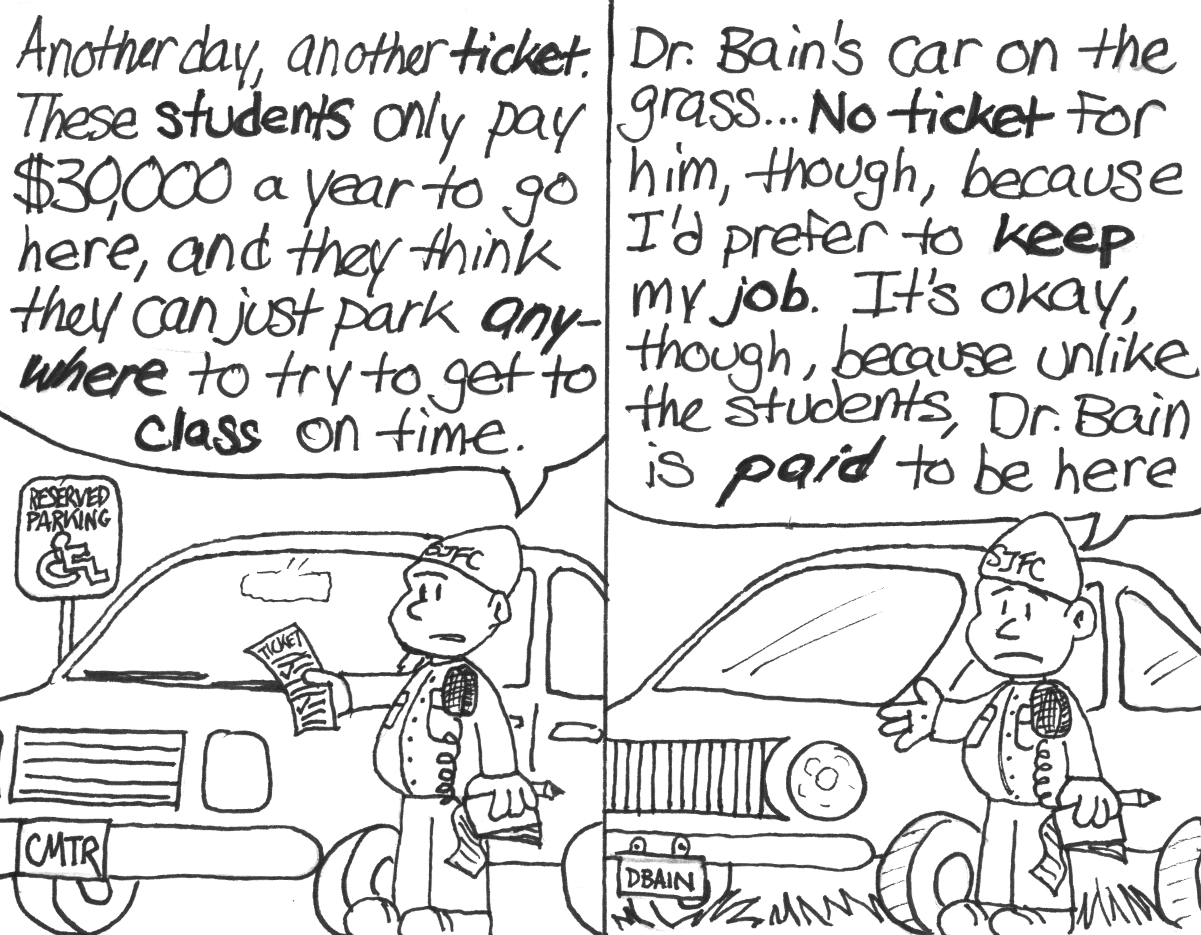 Another day, another ticket.
These students only pay
$30,000 a year to go
here, and they think
they can just park any-
where to try to get to
class on time.
RESERVED
PARKING
SJFC
TICKET
CMTR
Dr. Bain's car on the
grass... No ticket for
him, though, because
I'd prefer to keep
my job. It's okay,
though, because unlike
the students, Dr. Bain
is paid to be here
SJFC
DBAIN